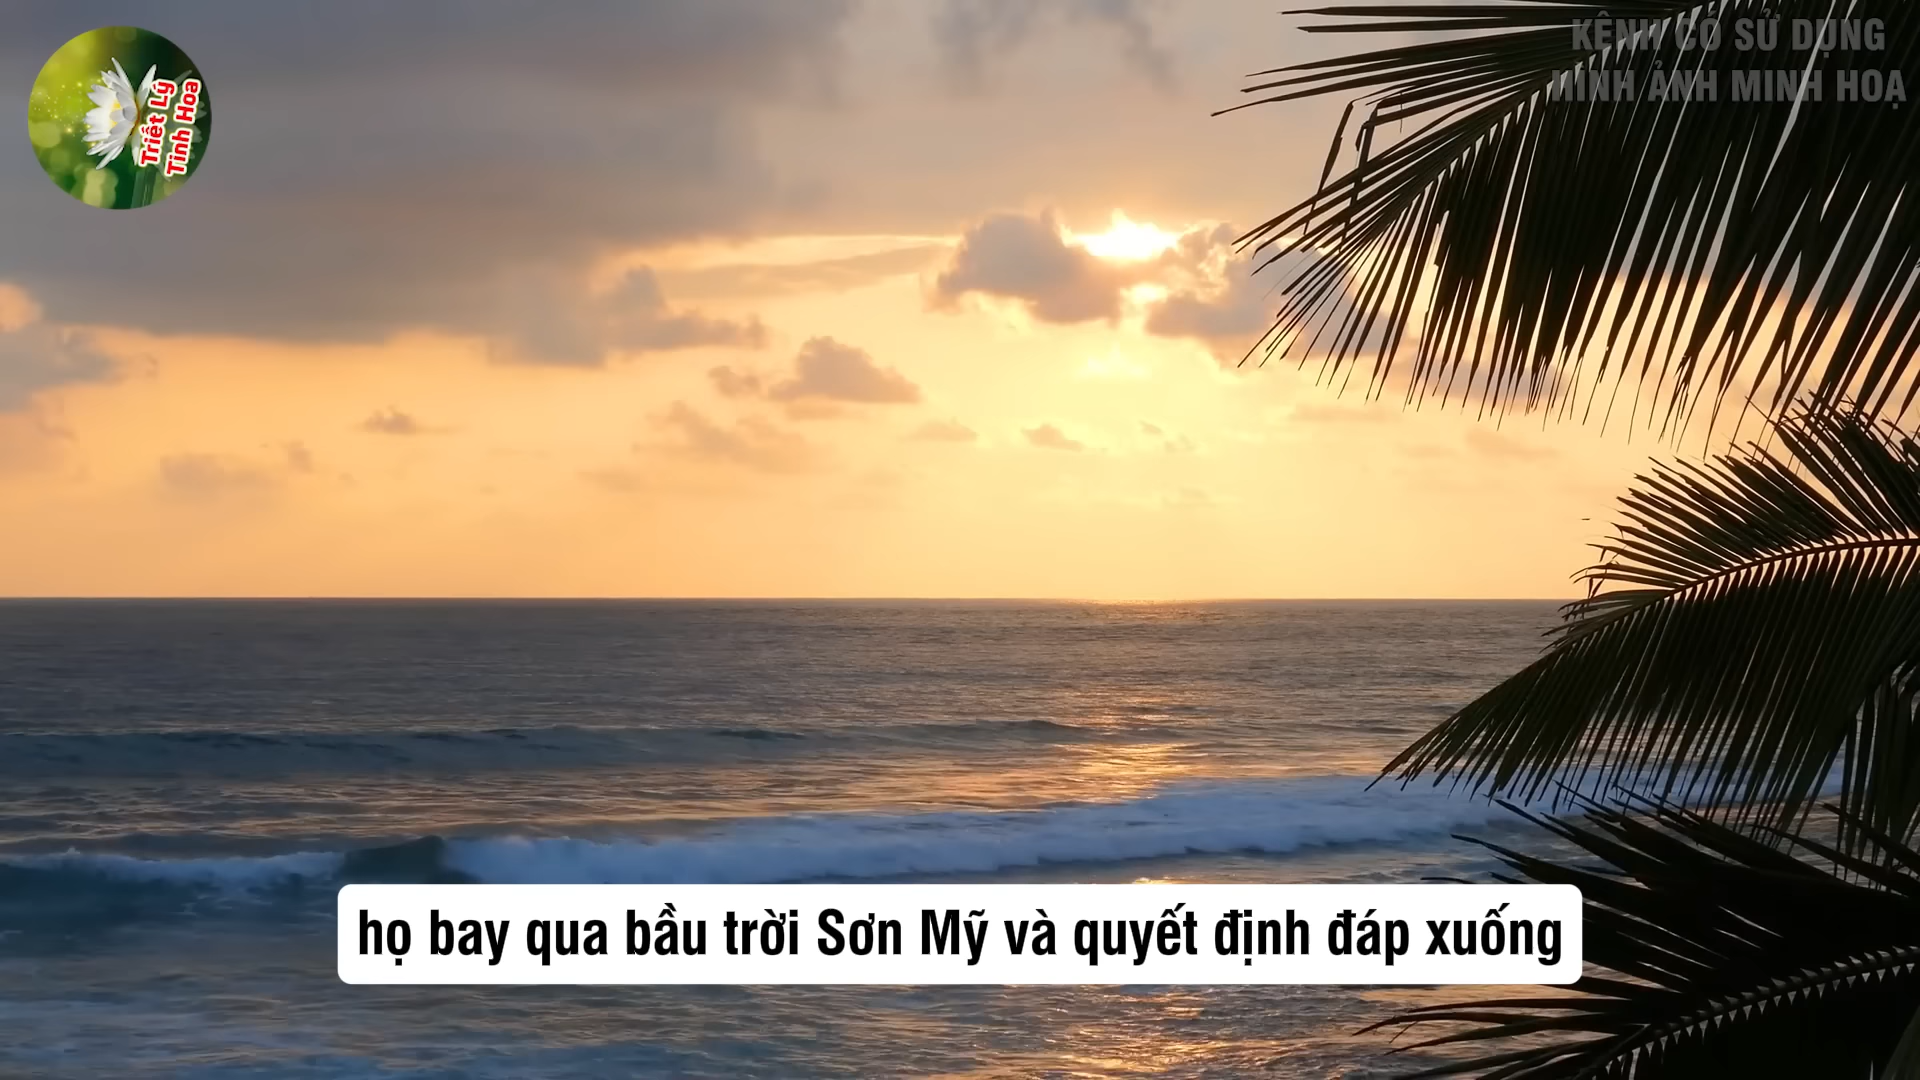 Triết Lý
Tinh Hoa
KÊNH CÓ SỬ DỤNG
HÌNH ẢNH MINH HOẠ
họ bay qua bầu trời Sơn Mỹ và quyết định đáp xuống